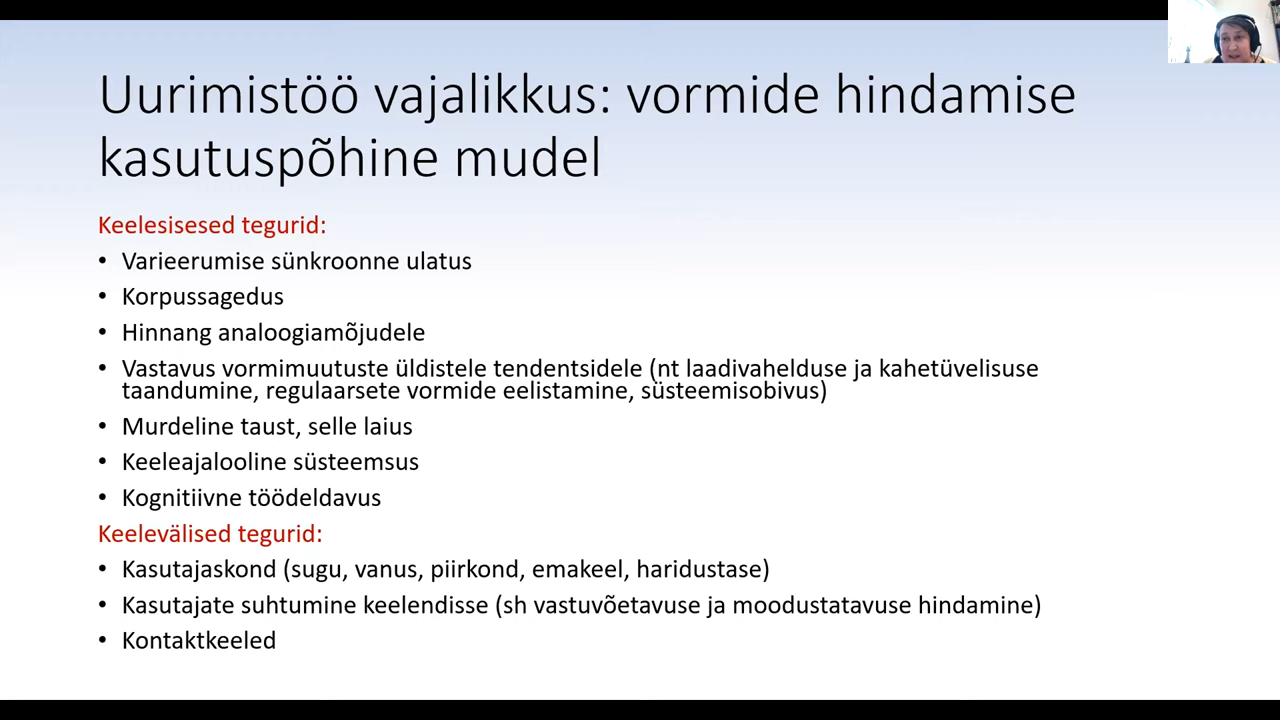 Uurimistöö vajalikkus: vormide hindamise
kasutuspõhine mudel
Keelesisesed tegurid:
• Varieerumise sünkroonne ulatus
• Korpussagedus
• Hinnang analoogiamõjudele
• Vastavus vormimuutuste üldistele tendentsidele (nt laadivahelduse ja kahetüvelisuse
taandumine, regulaarsete vormide eelistamine, süsteemisobivus)
• Murdeline taust, selle laius
• Keeleajalooline süsteemsus
• Kognitiivne töödeldavus
Keelevälised tegurid:
• Kasutajaskond (sugu, vanus, piirkond, emakeel, haridustase)
• Kasutajate suhtumine keelendisse (sh vastuvõetavuse ja moodustatavuse hindamine)
• Kontaktkeeled